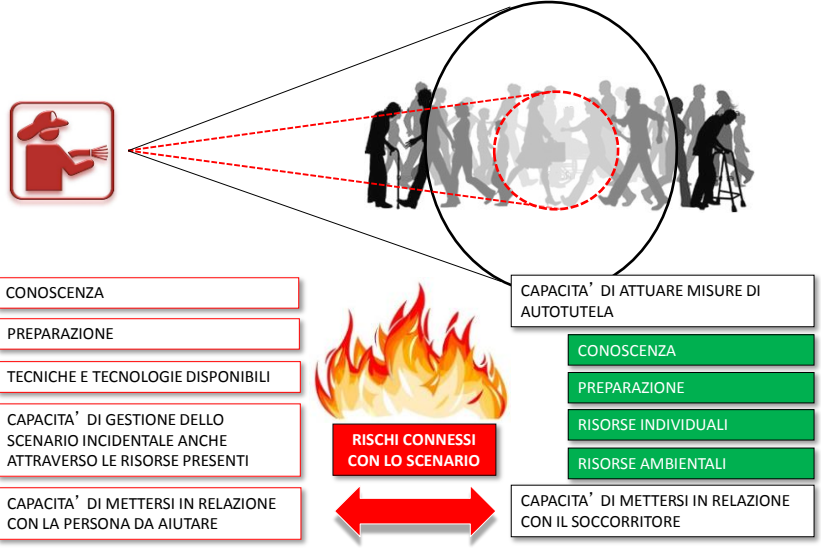 CONOSCENZA
PREPARAZIONE
TECNICHE E TECNOLOGIE DISPONIBILI
CAPACITA’ DI GESTIONE DELLO
SCENARIO INCIDENTALE ANCHE
ATTRAVERSO LE RISORSE PRESENTI
CAPACITA’ DI METTERSI IN RELAZIONE
CON LA PERSONA DA AIUTARE
RISCHI CONNESSI
CON LO SCENARIO
CAPACITA’ DI ATTUARE MISURE DI
AUTOTUTELA
CONOSCENZA
PREPARAZIONE
RISORSE INDIVIDUALI
RISORSE AMBIENTALI
CAPACITA’ DI METTERSI IN RELAZIONE
CON IL SOCCORRITORE